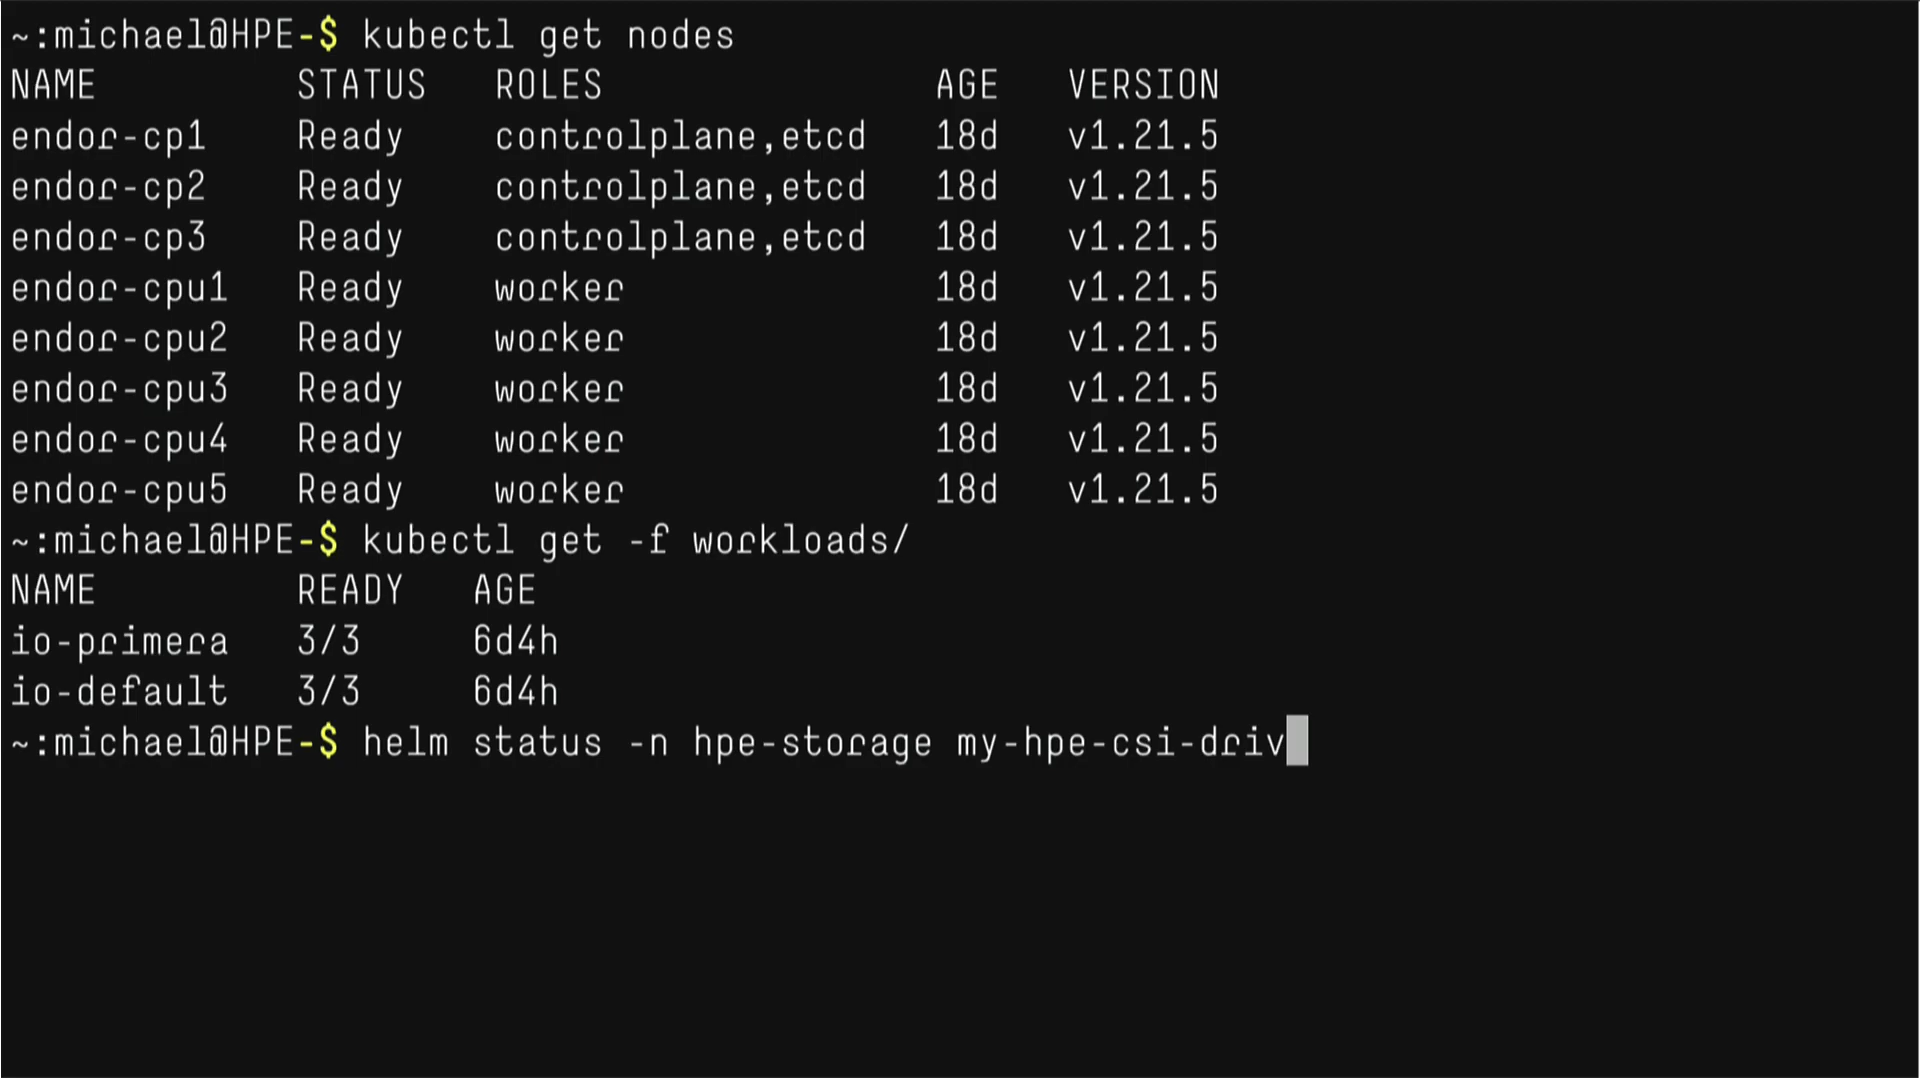 ~:michael@HPE-$ kubectl get nodes
NAME         STATUS   ROLES               AGE   VERSION
endor-cp1    Ready    controlplane,etcd   18d   v1.21.5
endor-cp2    Ready    controlplane,etcd   18d   v1.21.5
endor-cp3    Ready    controlplane,etcd   18d   v1.21.5
endor-cpu1   Ready    worker              18d   v1.21.5
endor-cpu2   Ready    worker              18d   v1.21.5
endor-cpu3   Ready    worker              18d   v1.21.5
endor-cpu4   Ready    worker              18d   v1.21.5
endor-cpu5   Ready    worker              18d   v1.21.5
~:michael@HPE-$ kubectl get -f workloads/
NAME         READY   AGE
io-primera   3/3     6d4h
io-default   3/3     6d4h
~:michael@HPE-$ helm status -n hpe-storage my-hpe-csi-driv